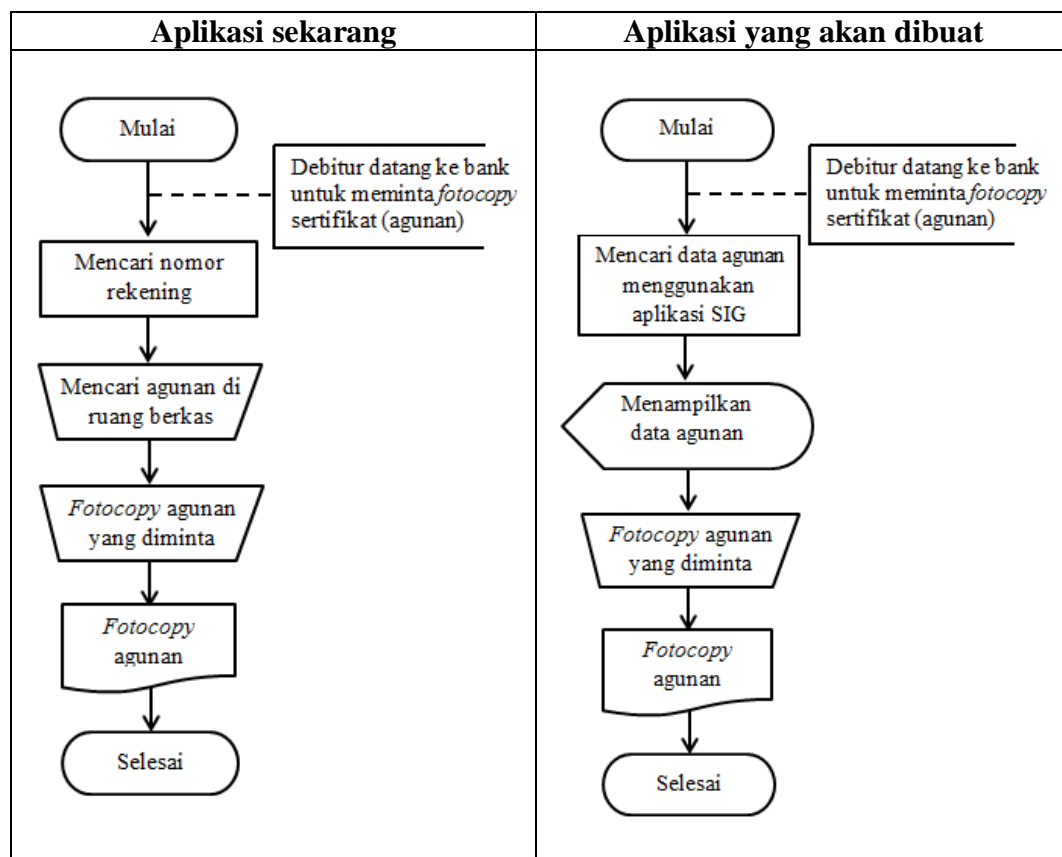 Aplikasi sekarang
Mulai
Debitur datang ke bank
untuk meminta fotocopy
sertifikat (agunan)
Mencari nomor
rekening
Mencari agunan di
ruang berkas
Fotocopy agunan
yang diminta
Fotocopy
agunan
Selesai
Aplikasi yang akan dibuat
Mulai
Debitur datang ke bank
untuk meminta fotocopy
sertifikat (agunan)
Mencari data agunan
menggunakan
aplikasi SIG
Menampilkan
data agunan
Fotocopy agunan
yang diminta
Fotocopy
agunan
Selesai